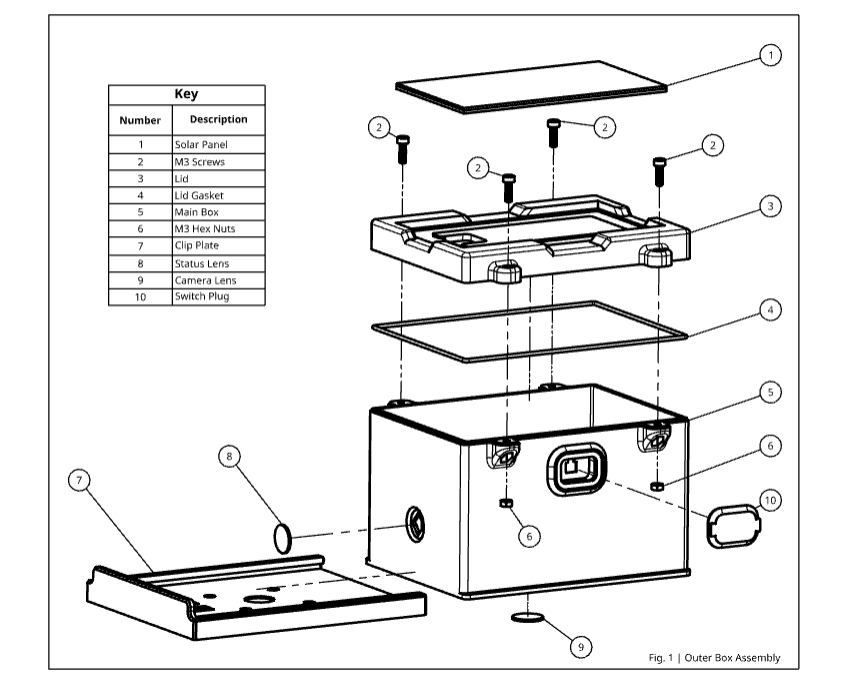 Key
Number Description
1 Solar Panel
2 M3 Screws
3 Lid
4 Lid Gasket
5 Main Box
6 M3 Hex Nuts
7 Clip Plate
8 Status Lens
9 Camera Lens
10 Switch Plug
1
2
2
2
2
3
4
5
6
8
7
10
6
9
Fig. 1 | Outer Box Assembly